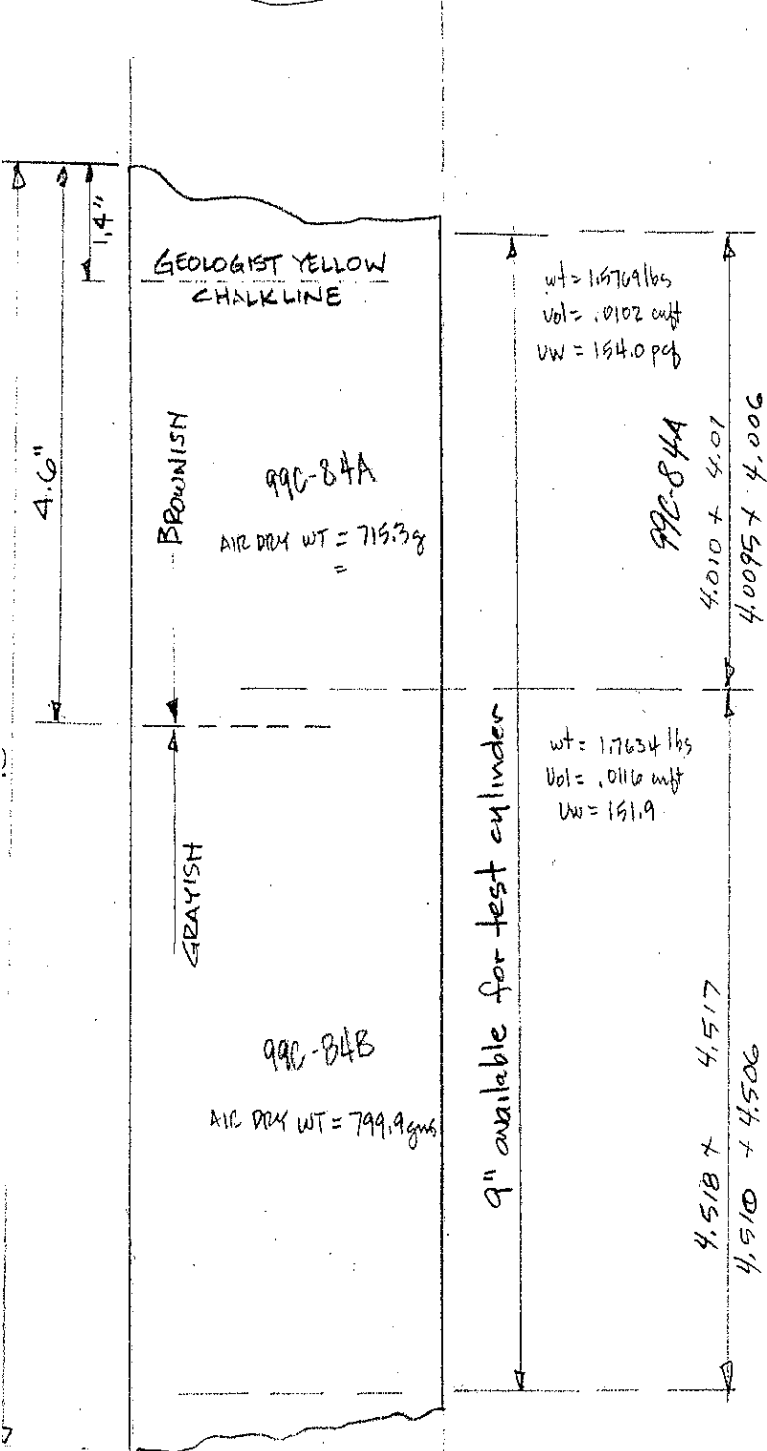 1.4"
GEOLOGIST YELLOW
CHALKLINE
4.6"
BROWNISH
99C-84A
AIR DRY WT = 715.3g
=
wt = 1.5769 lbs
Vol = .0102 cuft
UW = 154.0 pcf
99C-84A
4.010 + 4.01
4.0095 + 4.006
GRAYISH
9" available for test cylinder
wt = 1.7634 lbs
Vol = .0116 cuft
UW = 151.9
99C-84B
AIR DRY WT = 799.9 gms
4.518 + 4.517
4.510 + 4.506